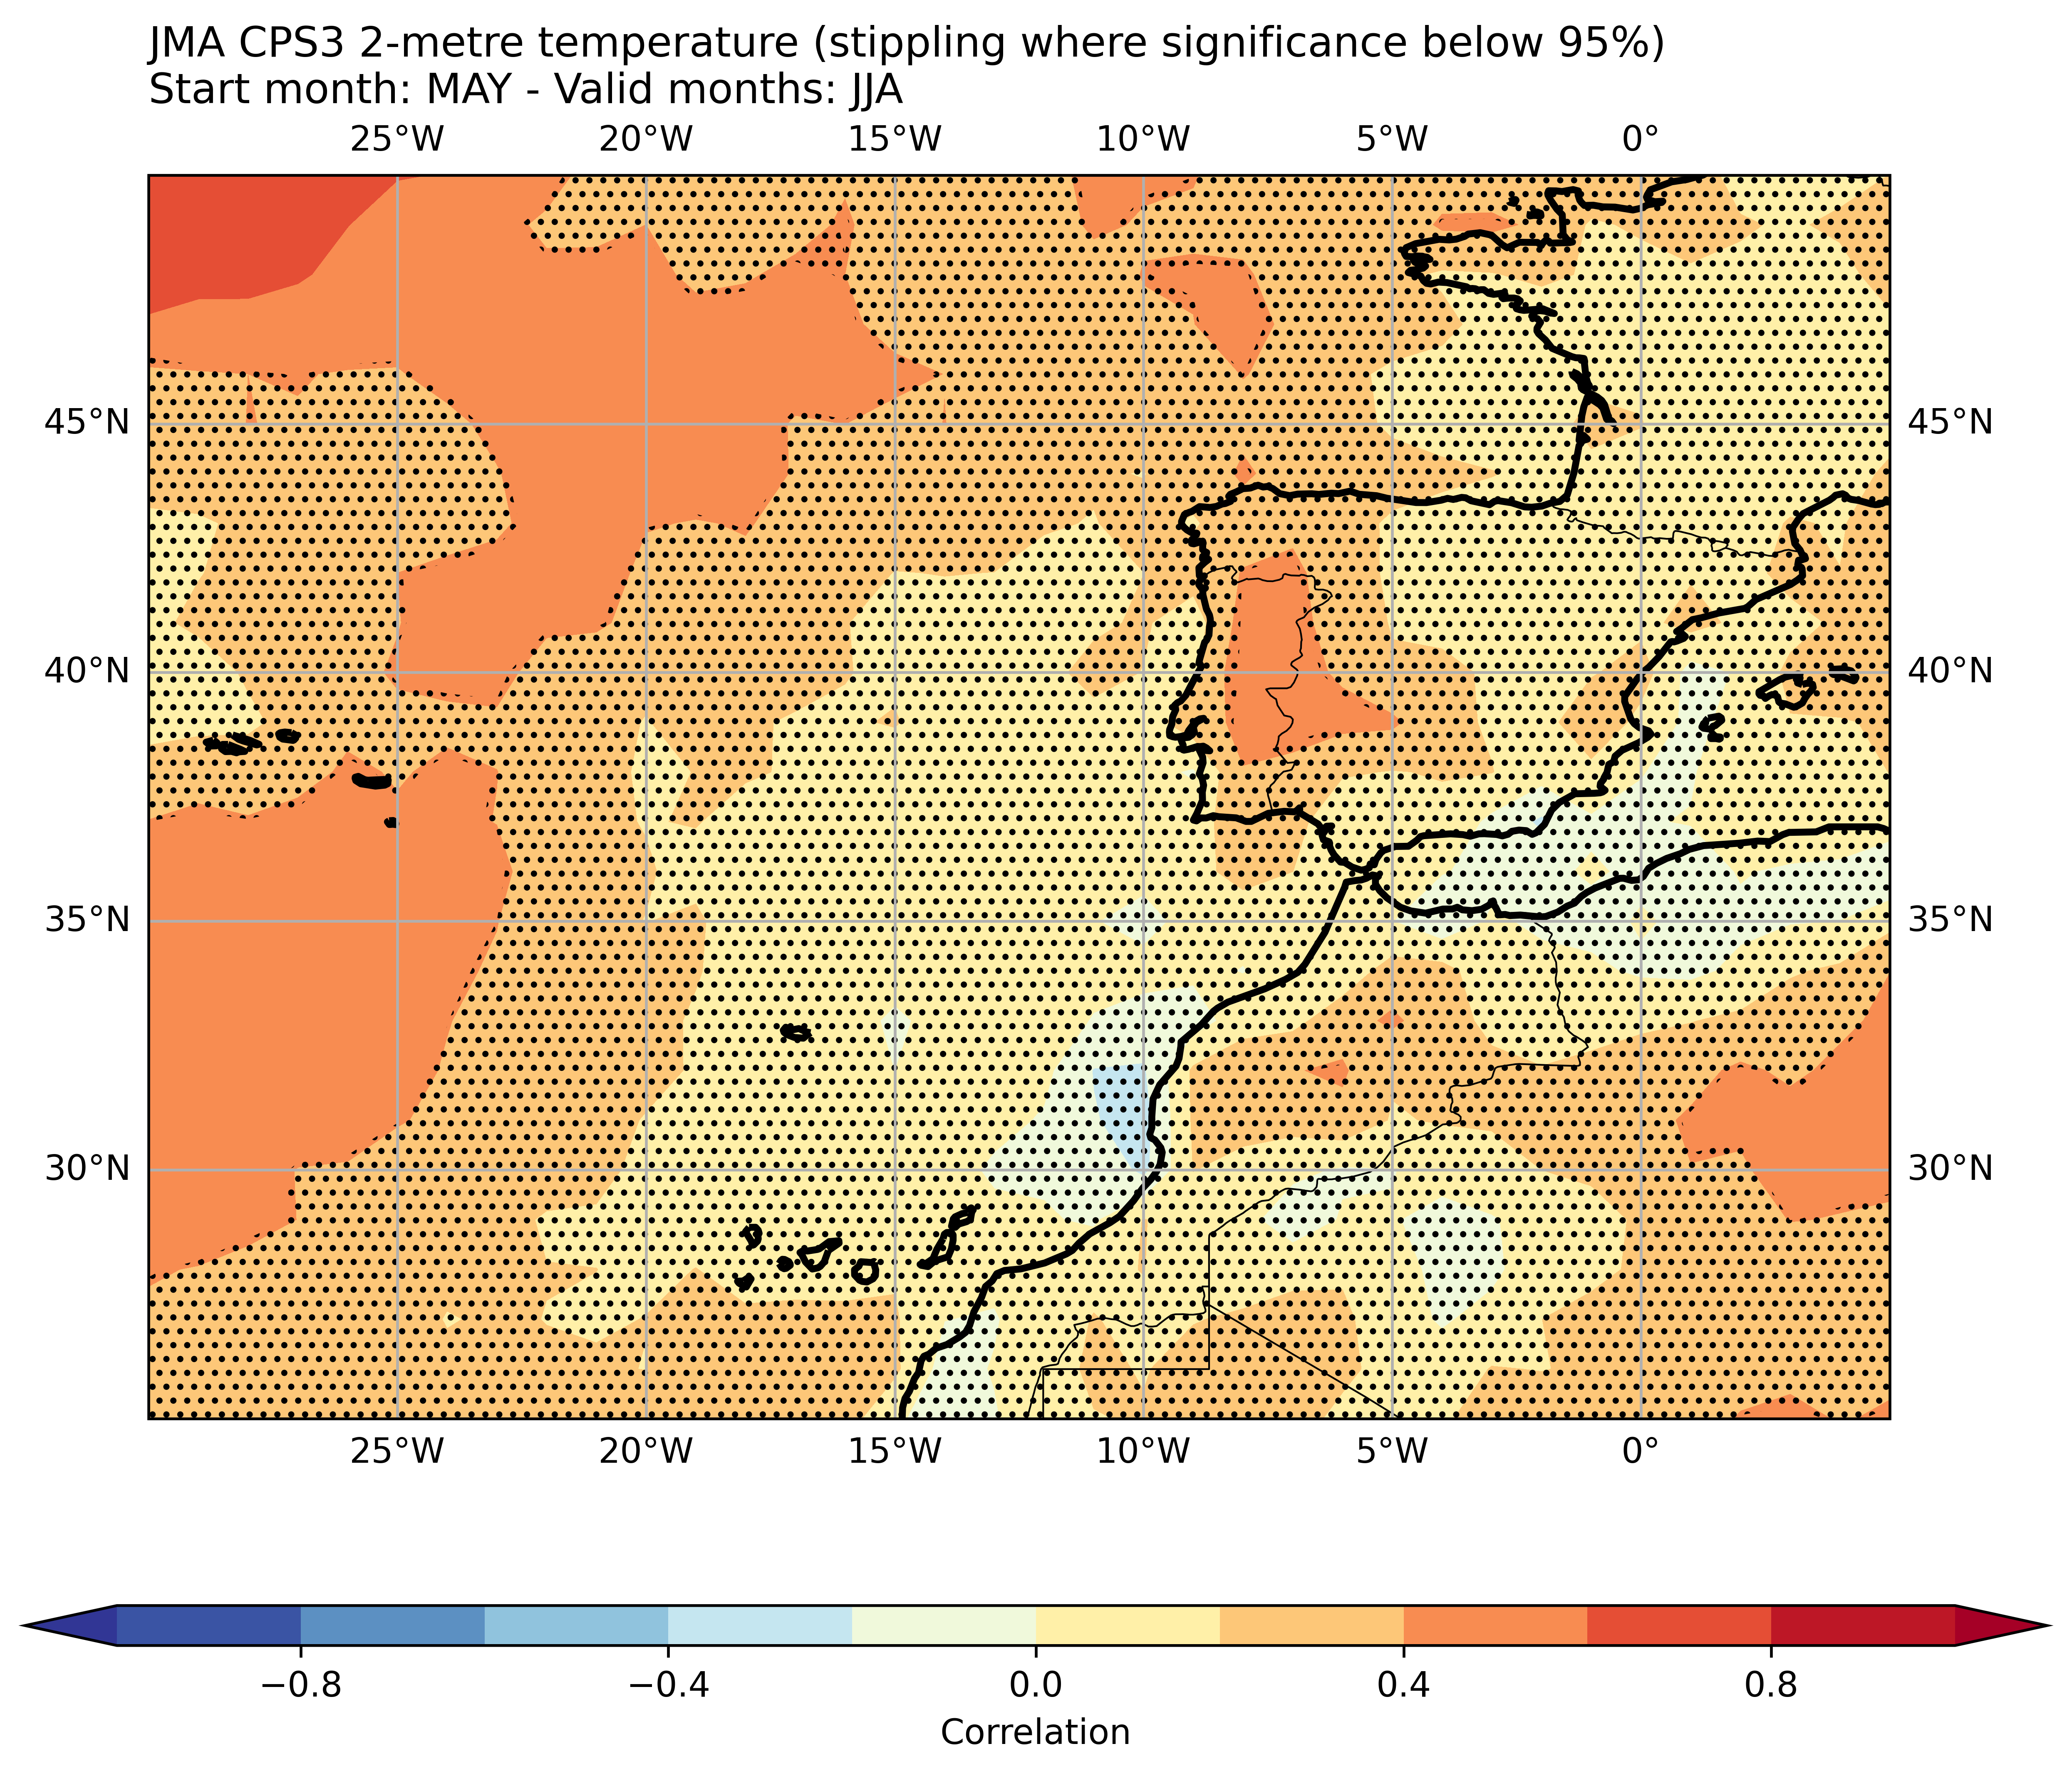 JMA CPS3 2-metre temperature (stippling where significance below 95%)
Start month: MAY - Valid months: JJA
25°W 20°W 15°W 10°W 5°W 0°
45°N 45°N
40°N 40°N
35°N 35°N
30°N 30°N
25°W 20°W 15°W 10°W 5°W 0°
−0.8 −0.4 0.0 0.4 0.8
Correlation